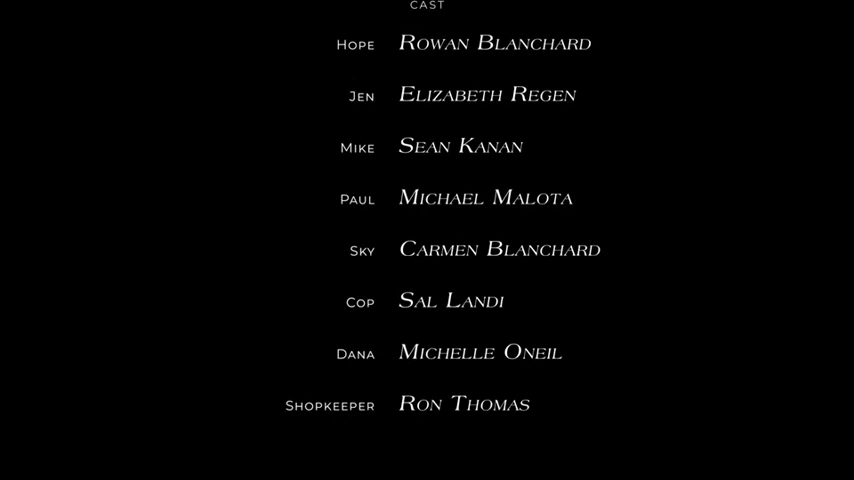 CAST
Hope Rowan Blanchard
Jen Elizabeth Regen
Mike Sean Kanan
Paul Michael Malota
Sky Carmen Blanchard
Cop Sal Landi
Dana Michelle Oneil
Shopkeeper Ron Thomas